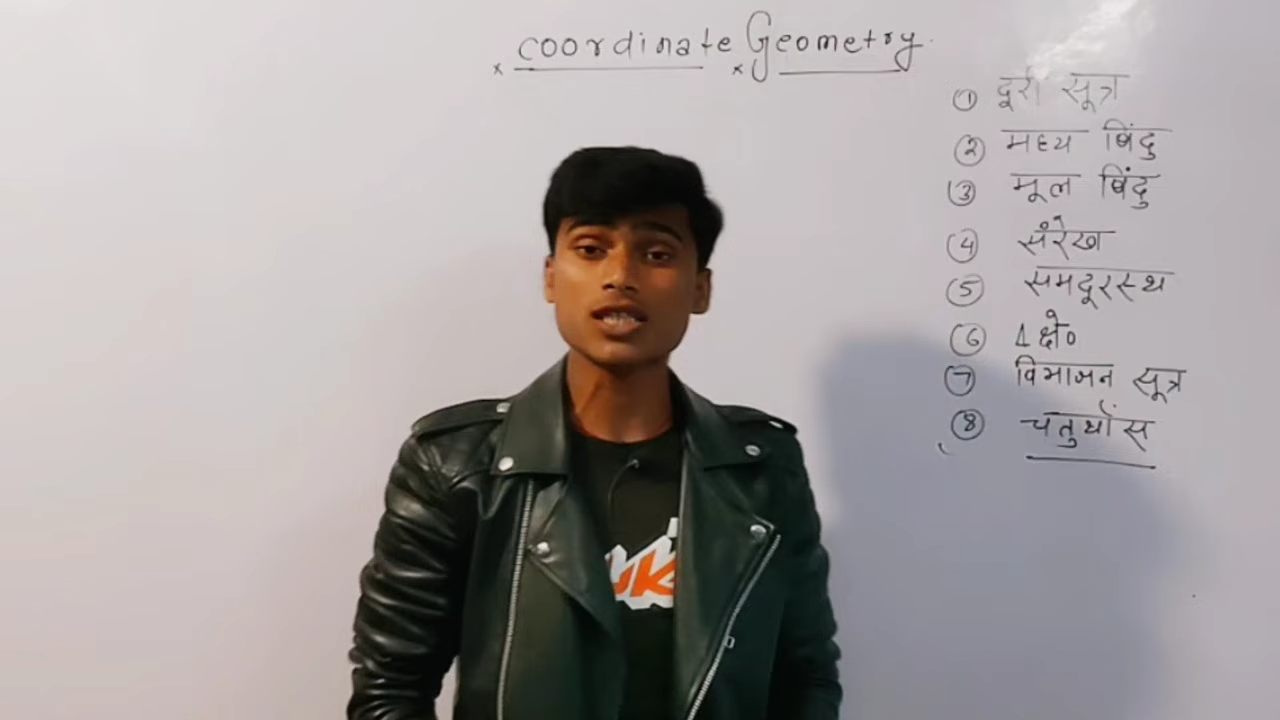 coordinate Geometry
① दूरी सूत्र
② मध्य बिंदु
③ मूल बिंदु
④ संरेख
⑤ समदूरस्थ
⑥ Δ क्षे०
⑦ विभाजन सूत्र
⑧ चतुर्थांस